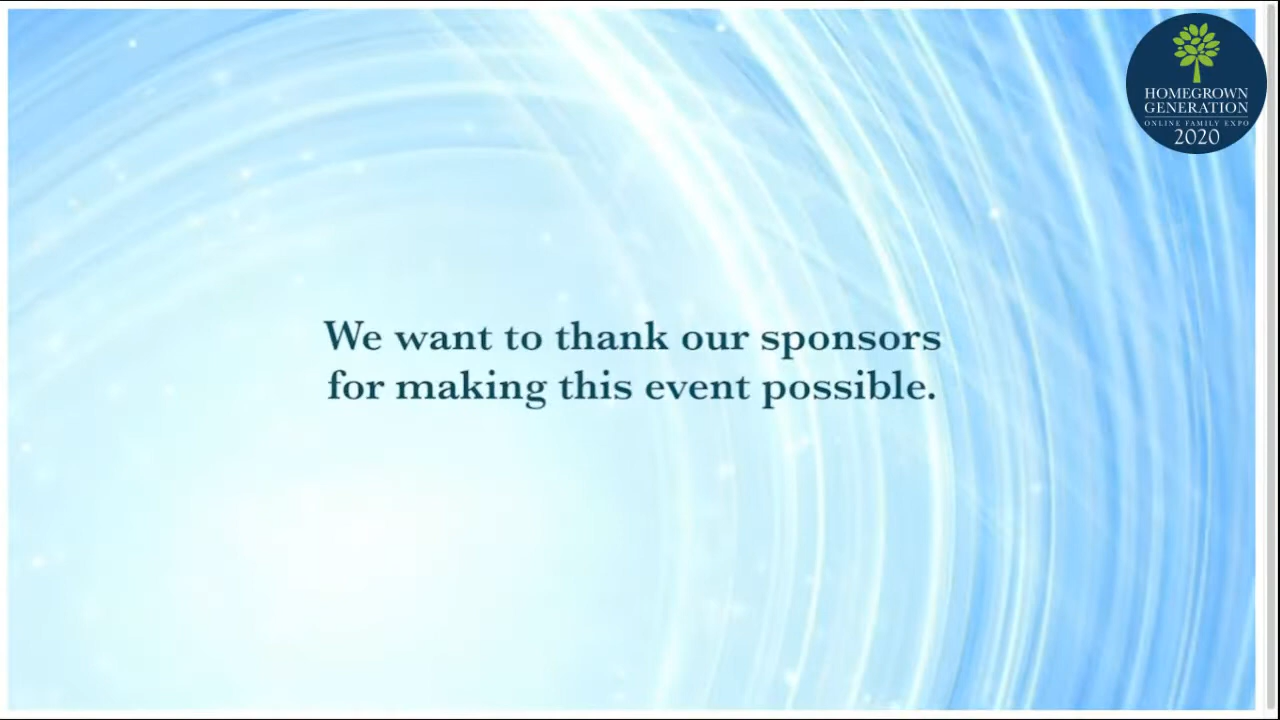 HOMEGROWN
GENERATION
ONLINE FAMILY EXPO
2020
We want to thank our sponsors
for making this event possible.